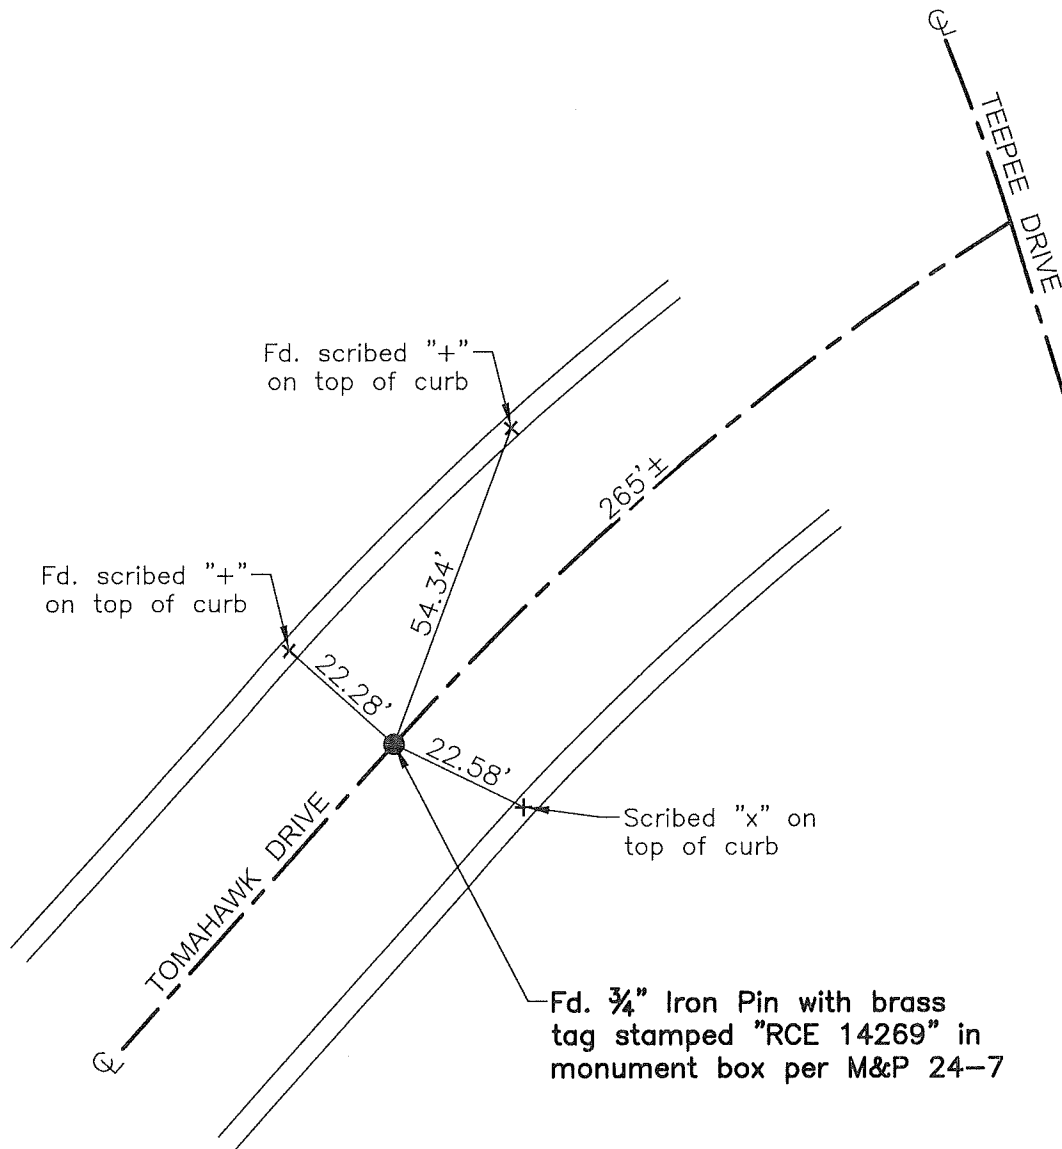 ℄
TEEPEE DRIVE
Fd. scribed "+"
on top of curb
265'±
54.34'
Fd. scribed "+"
on top of curb
22.28'
22.58'
Scribed "x" on
top of curb
TOMAHAWK DRIVE
℄
Fd. ¾" Iron Pin with brass
tag stamped "RCE 14269" in
monument box per M&P 24-7